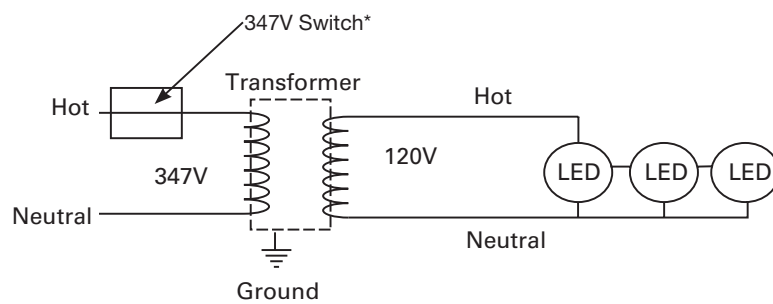 347V Switch*
Transformer
Hot
Hot
347V
120V
LED
LED
LED
Neutral
Neutral
Ground